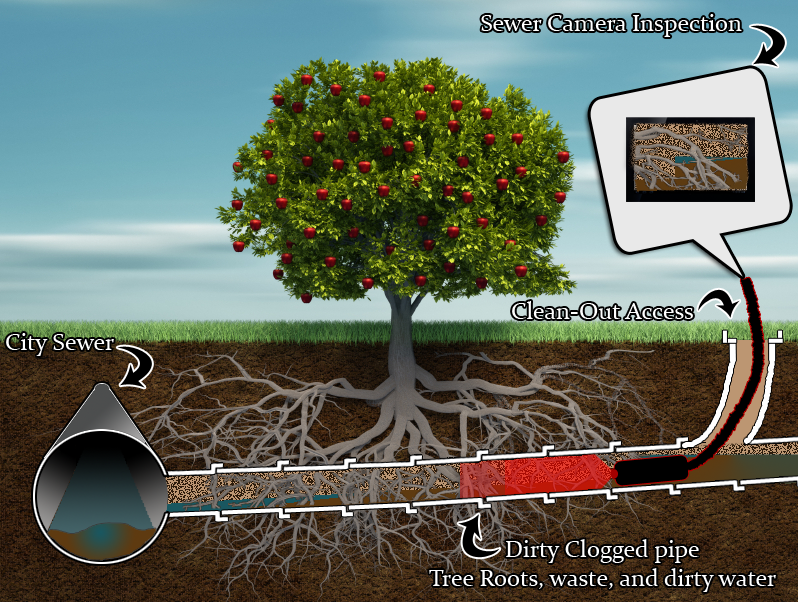 Sewer Camera Inspection
Clean-Out Access
City Sewer
Dirty Clogged pipe
Tree Roots, waste, and dirty water